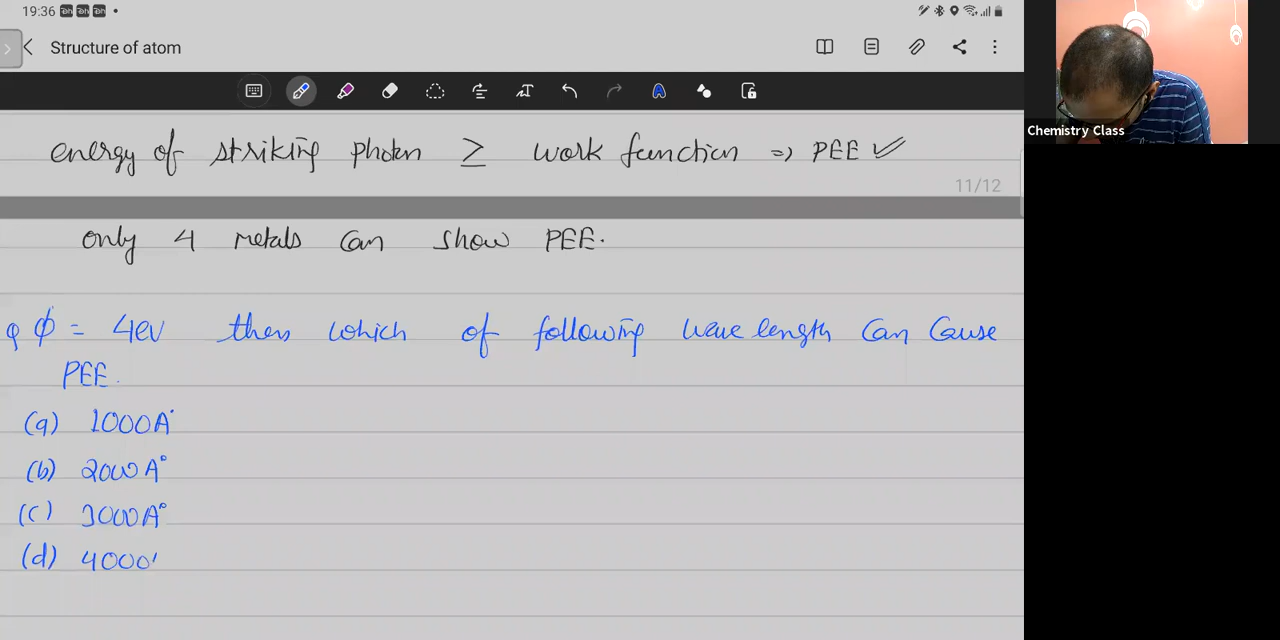 19:36
Structure of atom
energy of striking photon ≥ work function ⇒ PEE ✓
11/12
only 4 metals can show PEE.
Q ϕ = 4ev then which of following wave length can cause
PEE.
(a) 1000A°
(b) 2000A°
(c) 3000A°
(d) 4000
Chemistry Class